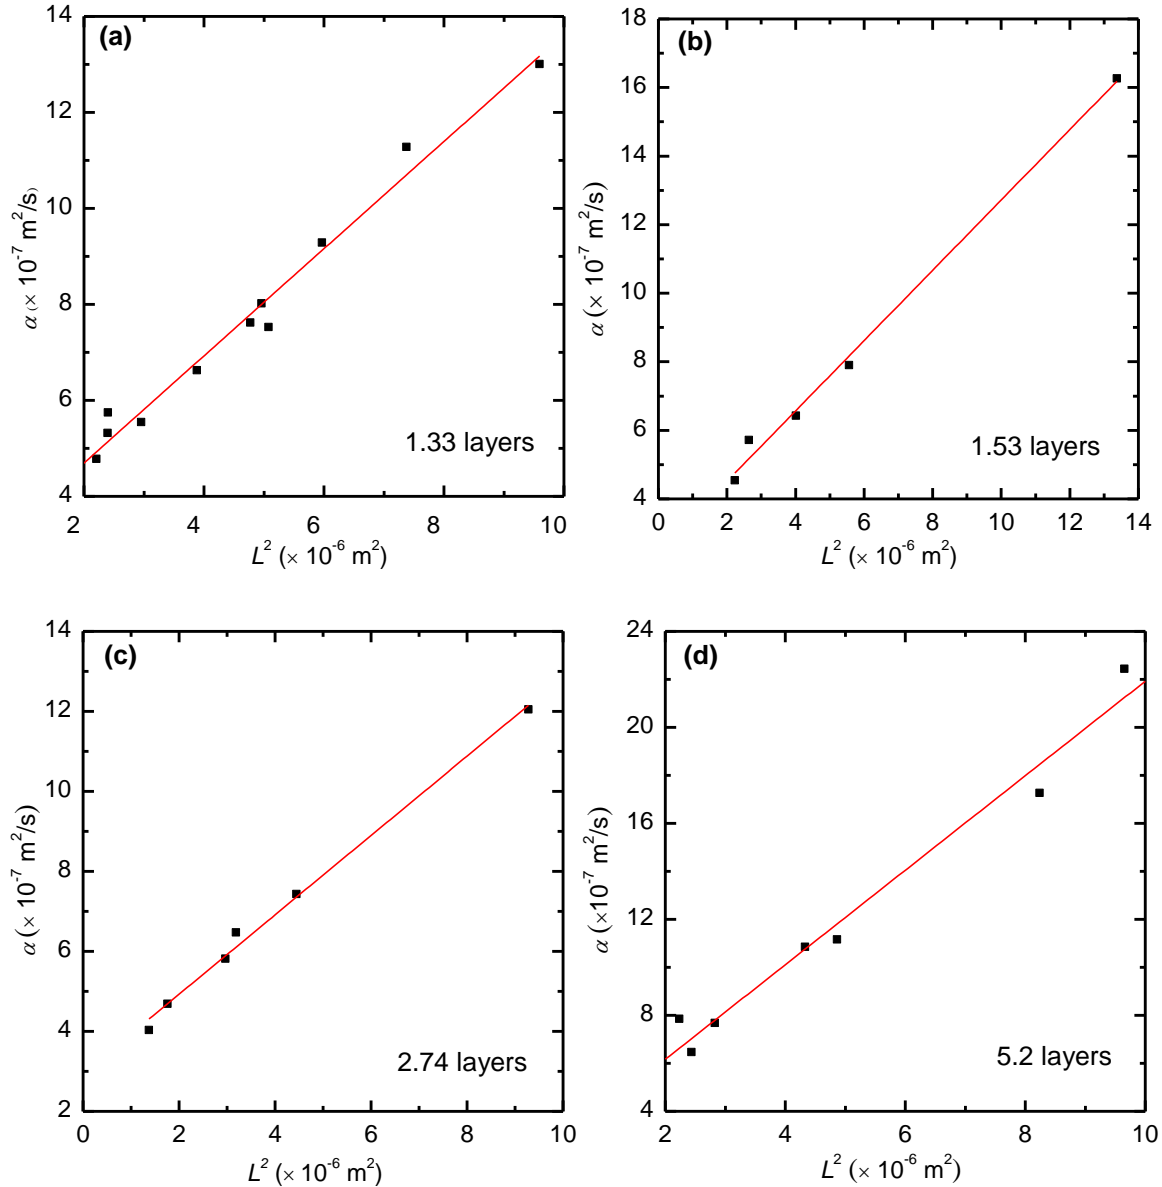 (a)
14
12
10
8
6
4
α (× 10⁻⁷ m²/s)
1.33 layers
2 4 6 8 10
L² (× 10⁻⁶ m²)
(b)
18
16
14
12
10
8
6
4
α (× 10⁻⁷ m²/s)
1.53 layers
0 2 4 6 8 10 12 14
L² (× 10⁻⁶ m²)
(c)
14
12
10
8
6
4
2
α (× 10⁻⁷ m²/s)
2.74 layers
0 2 4 6 8 10
L² (× 10⁻⁶ m²)
(d)
24
20
16
12
8
4
α (×10⁻⁷ m²/s)
5.2 layers
2 4 6 8 10
L² (× 10⁻⁶ m²)